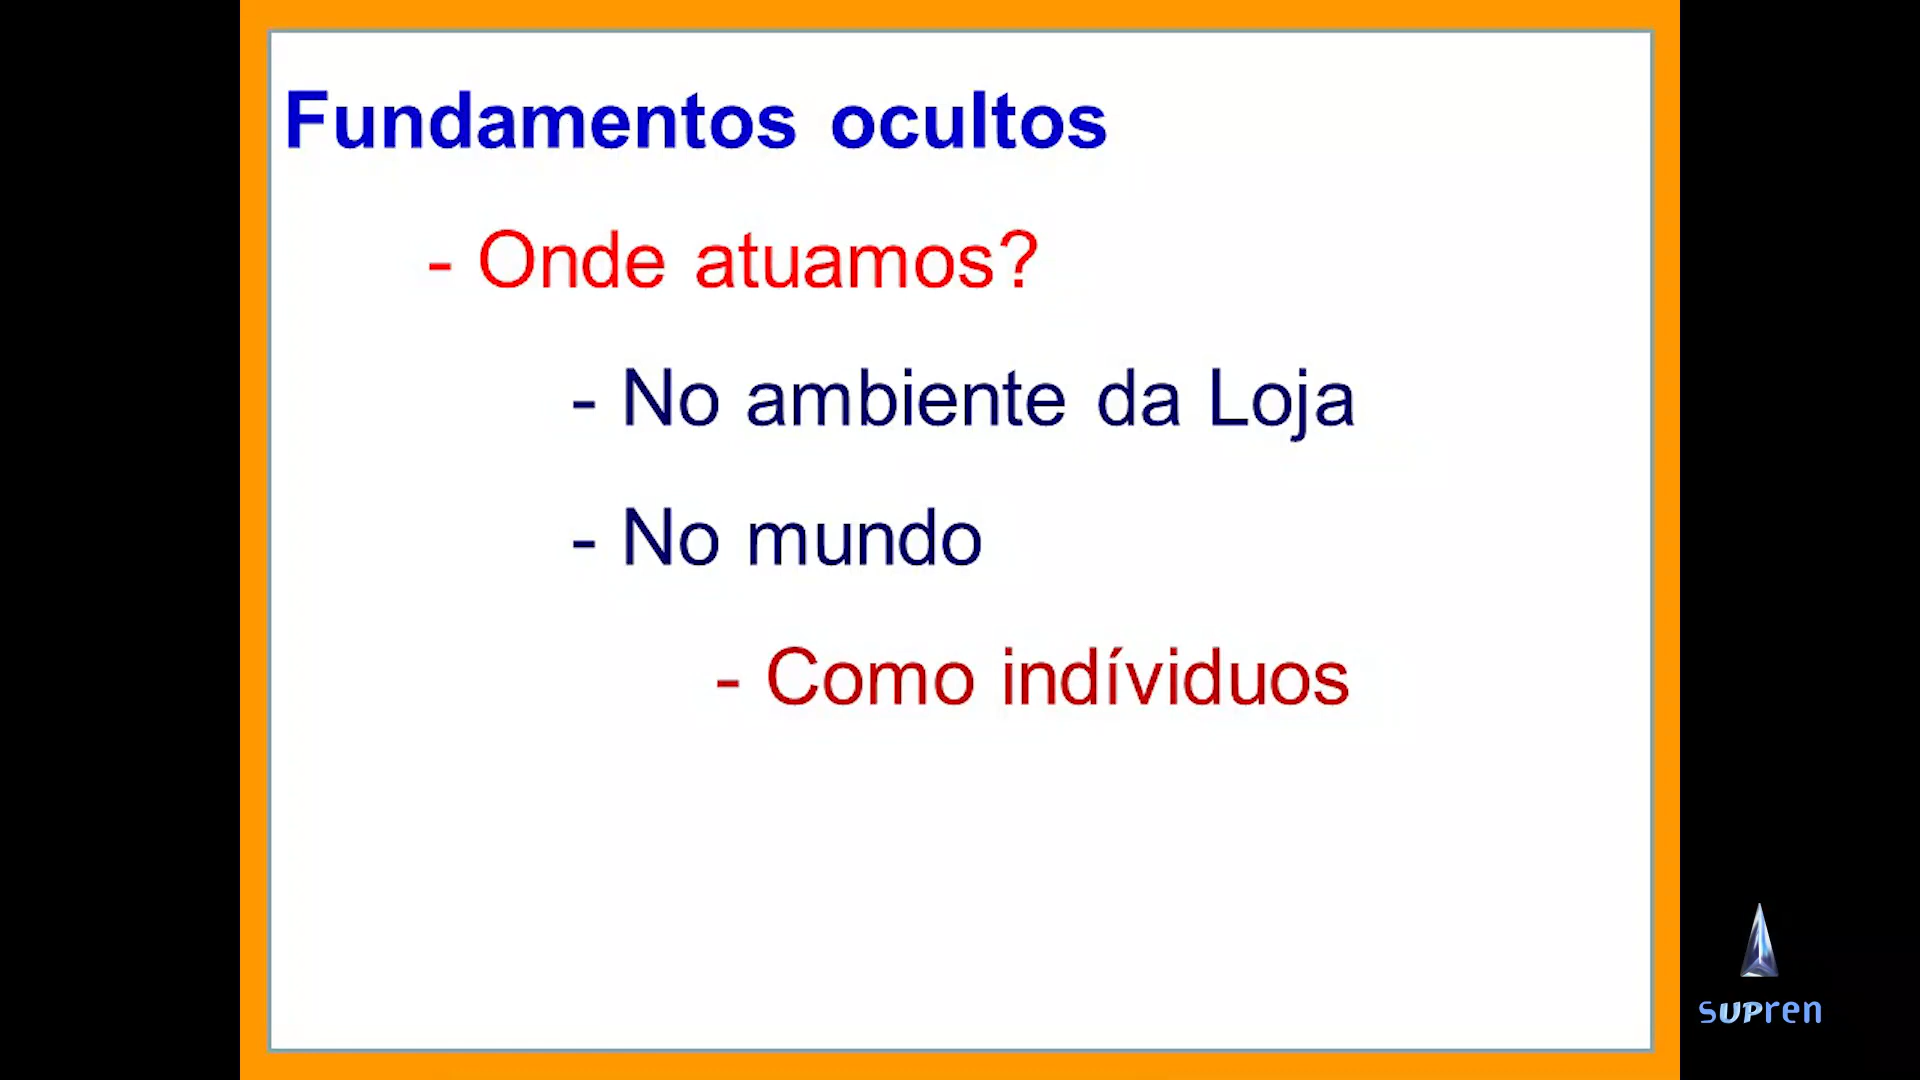 Fundamentos ocultos
- Onde atuamos?
- No ambiente da Loja
- No mundo
- Como indíviduos
suPren